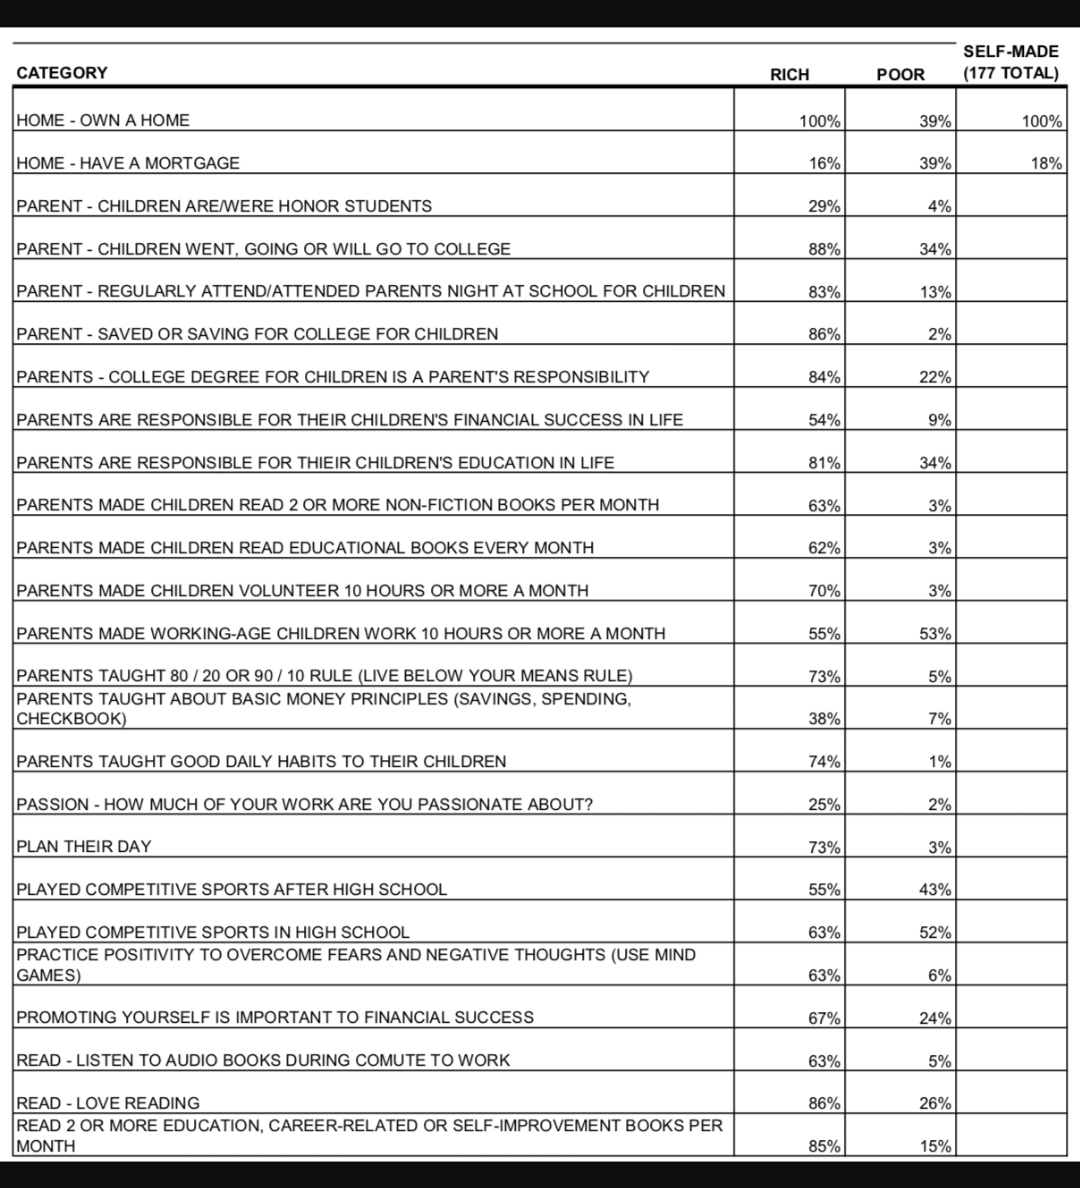 SELF-MADE
CATEGORY RICH POOR (177 TOTAL)
HOME - OWN A HOME 100% 39% 100%
HOME - HAVE A MORTGAGE 16% 39% 18%
PARENT - CHILDREN ARE/WERE HONOR STUDENTS 29% 4%
PARENT - CHILDREN WENT, GOING OR WILL GO TO COLLEGE 88% 34%
PARENT - REGULARLY ATTEND/ATTENDED PARENTS NIGHT AT SCHOOL FOR CHILDREN 83% 13%
PARENT - SAVED OR SAVING FOR COLLEGE FOR CHILDREN 86% 2%
PARENTS - COLLEGE DEGREE FOR CHILDREN IS A PARENT'S RESPONSIBILITY 84% 22%
PARENTS ARE RESPONSIBLE FOR THEIR CHILDREN'S FINANCIAL SUCCESS IN LIFE 54% 9%
PARENTS ARE RESPONSIBLE FOR THIEIR CHILDREN'S EDUCATION IN LIFE 81% 34%
PARENTS MADE CHILDREN READ 2 OR MORE NON-FICTION BOOKS PER MONTH 63% 3%
PARENTS MADE CHILDREN READ EDUCATIONAL BOOKS EVERY MONTH 62% 3%
PARENTS MADE CHILDREN VOLUNTEER 10 HOURS OR MORE A MONTH 70% 3%
PARENTS MADE WORKING-AGE CHILDREN WORK 10 HOURS OR MORE A MONTH 55% 53%
PARENTS TAUGHT 80 / 20 OR 90 / 10 RULE (LIVE BELOW YOUR MEANS RULE) 73% 5%
PARENTS TAUGHT ABOUT BASIC MONEY PRINCIPLES (SAVINGS, SPENDING,
CHECKBOOK) 38% 7%
PARENTS TAUGHT GOOD DAILY HABITS TO THEIR CHILDREN 74% 1%
PASSION - HOW MUCH OF YOUR WORK ARE YOU PASSIONATE ABOUT? 25% 2%
PLAN THEIR DAY 73% 3%
PLAYED COMPETITIVE SPORTS AFTER HIGH SCHOOL 55% 43%
PLAYED COMPETITIVE SPORTS IN HIGH SCHOOL 63% 52%
PRACTICE POSITIVITY TO OVERCOME FEARS AND NEGATIVE THOUGHTS (USE MIND
GAMES) 63% 6%
PROMOTING YOURSELF IS IMPORTANT TO FINANCIAL SUCCESS 67% 24%
READ - LISTEN TO AUDIO BOOKS DURING COMUTE TO WORK 63% 5%
READ - LOVE READING 86% 26%
READ 2 OR MORE EDUCATION, CAREER-RELATED OR SELF-IMPROVEMENT BOOKS PER
MONTH 85% 15%